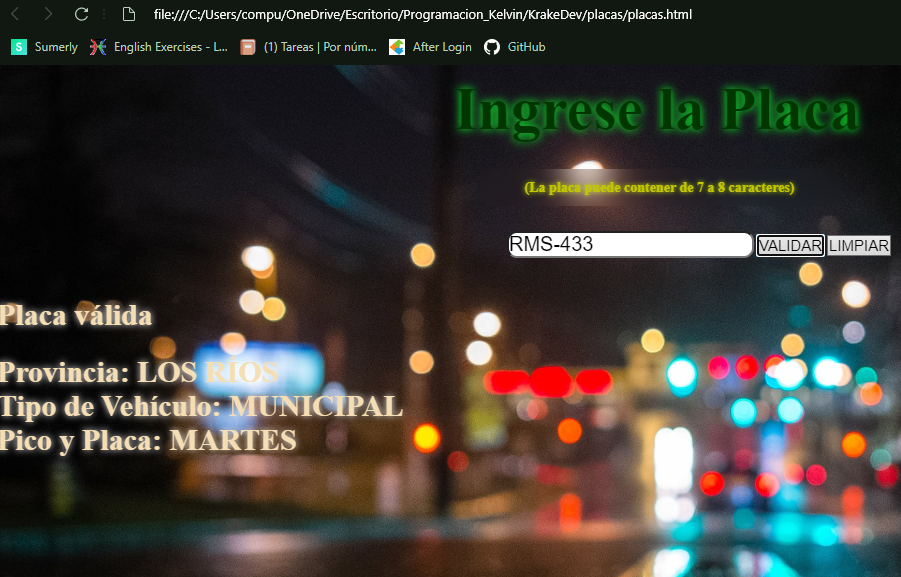 file:///C:/Users/compu/OneDrive/Escritorio/Programacion_Kelvin/KrakeDev/placas/placas.html
Sumerly English Exercises - L... (1) Tareas | Por núm... After Login GitHub
Ingrese la Placa
(La placa puede contener de 7 a 8 caracteres)
RMS-433 VALIDAR LIMPIAR
Placa válida
Provincia: LOS RIOS
Tipo de Vehículo: MUNICIPAL
Pico y Placa: MARTES